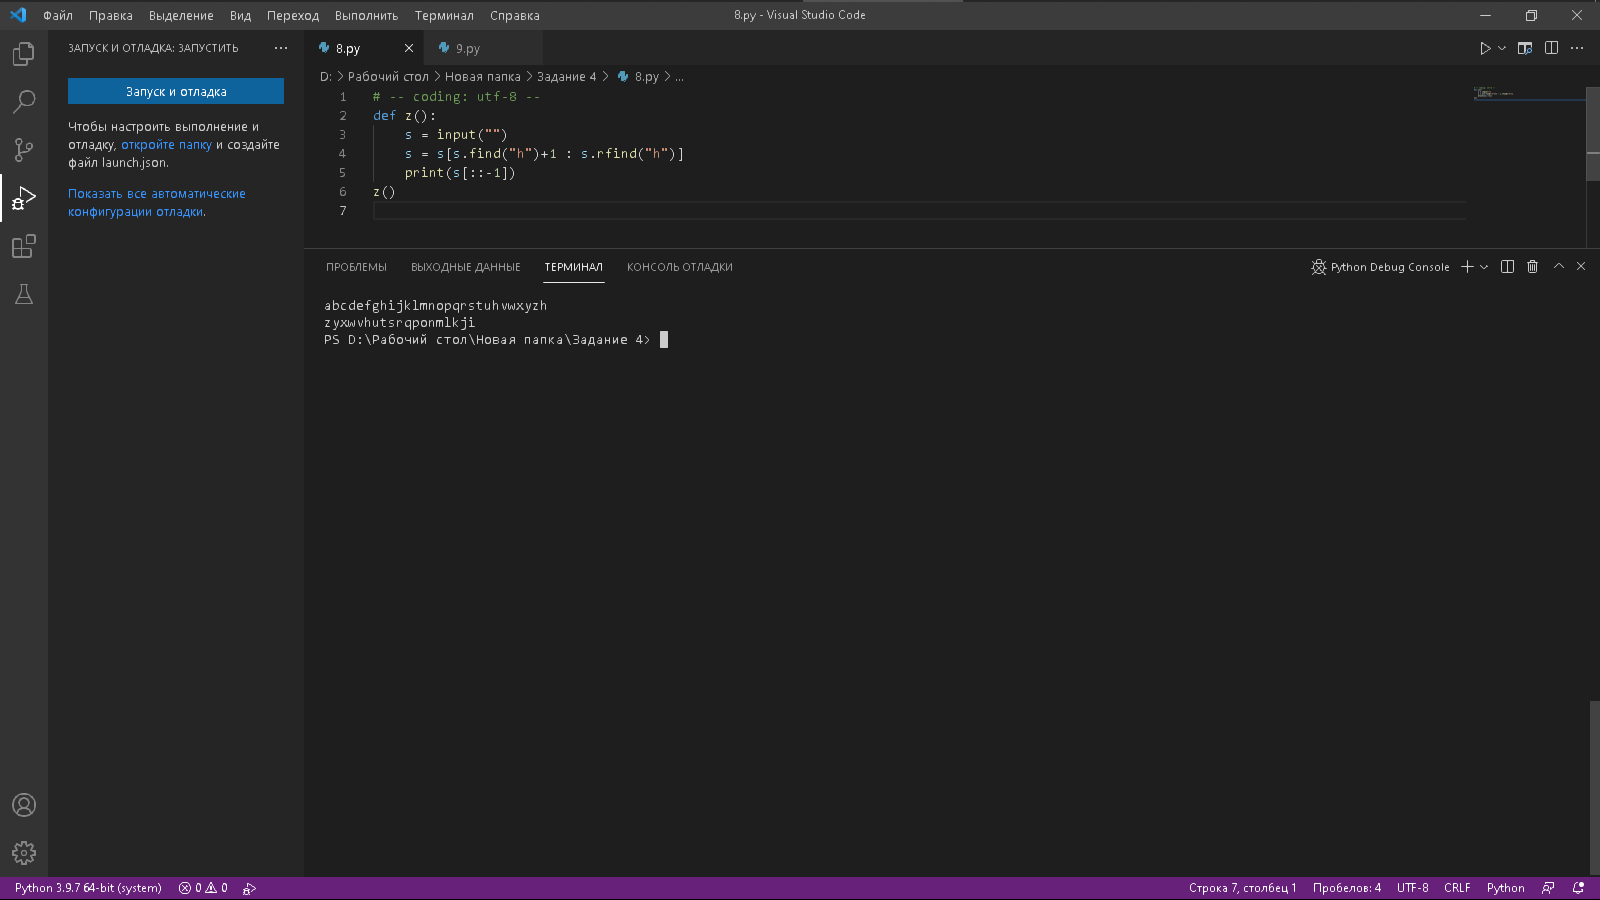 Файл Правка Выделение Вид Переход Выполнить Терминал Справка
8.py - Visual Studio Code
ЗАПУСК И ОТЛАДКА: ЗАПУСТИТЬ
Запуск и отладка
Чтобы настроить выполнение и
отладку, откройте папку и создайте
файл launch.json.
Показать все автоматические
конфигурации отладки.
8.py
9.py
D: > Рабочий стол > Новая папка > Задание 4 > 8.py > ...
1 # -- coding: utf-8 --
2 def z():
3 s = input("")
4 s = s[s.find("h")+1 : s.rfind("h")]
5 print(s[::-1])
6 z()
7
ПРОБЛЕМЫ ВЫХОДНЫЕ ДАННЫЕ ТЕРМИНАЛ КОНСОЛЬ ОТЛАДКИ
Python Debug Console
abcdefghijklmnopqrstuhvwxyzh
zyxwvhutsrqponmlkji
PS D:\Рабочий стол\Новая папка\Задание 4>
Python 3.9.7 64-bit (system) 0 0
Строка 7, столбец 1 Пробелов: 4 UTF-8 CRLF Python